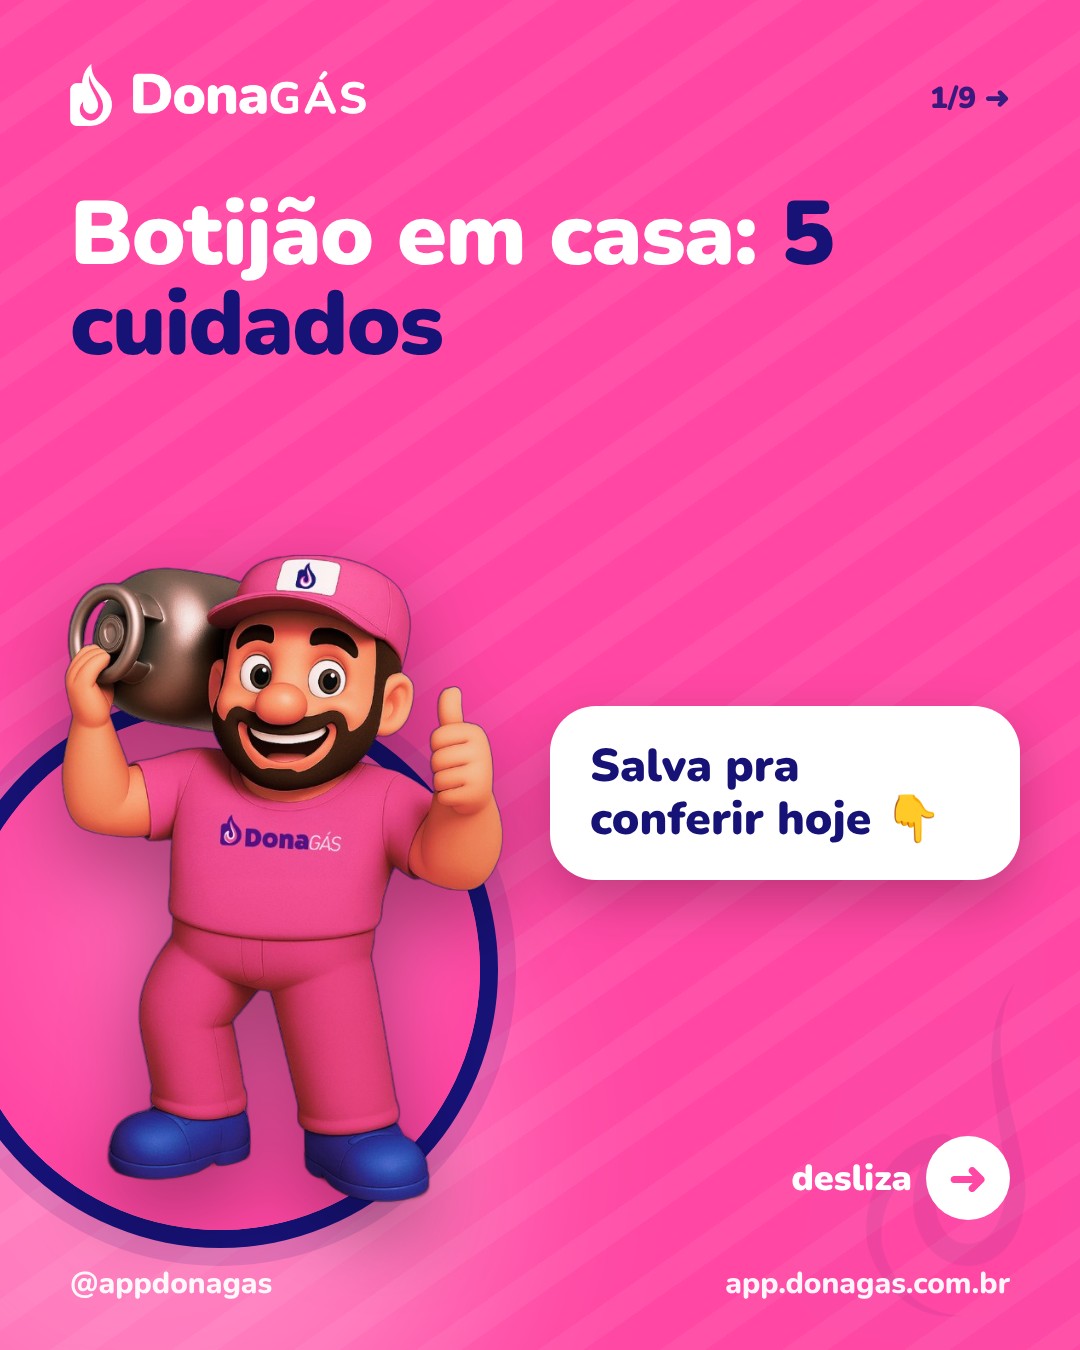 DonaGÁS
1/9 ➔
Botijão em casa: 5
cuidados
DonaGÁS
Salva pra
conferir hoje 👇
desliza ➔
@appdonagas
app.donagas.com.br